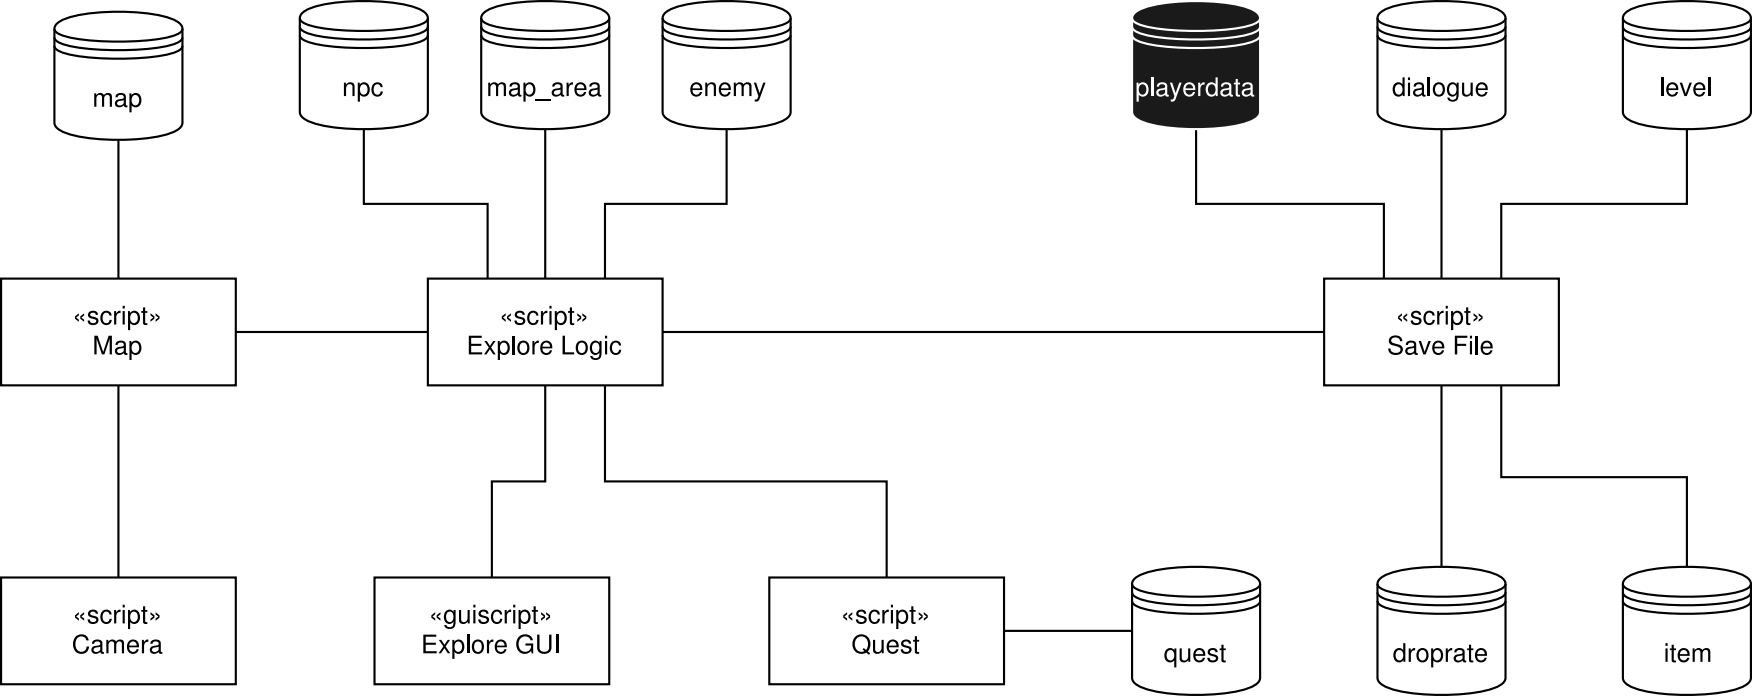 map
npc
map_area
enemy
playerdata
dialogue
level
«script»
Map
«script»
Explore Logic
«script»
Save File
«script»
Camera
«guiscript»
Explore GUI
«script»
Quest
quest
droprate
item